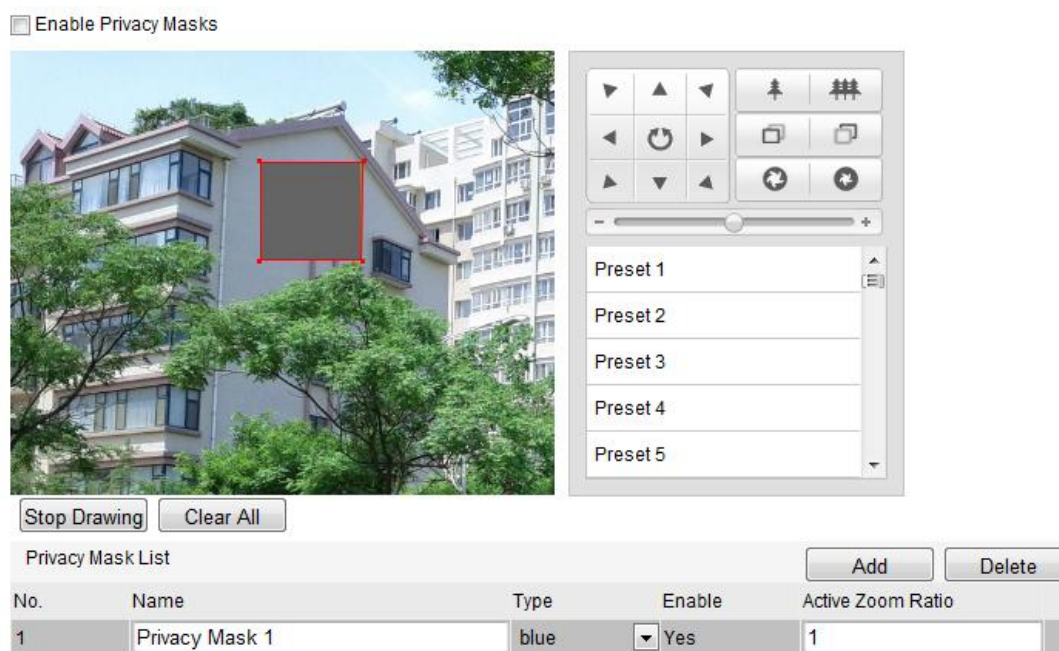 Enable Privacy Masks
Preset 1
Preset 2
Preset 3
Preset 4
Preset 5
Stop Drawing Clear All
Privacy Mask List Add Delete
No. Name Type Enable Active Zoom Ratio
1 Privacy Mask 1 blue Yes 1